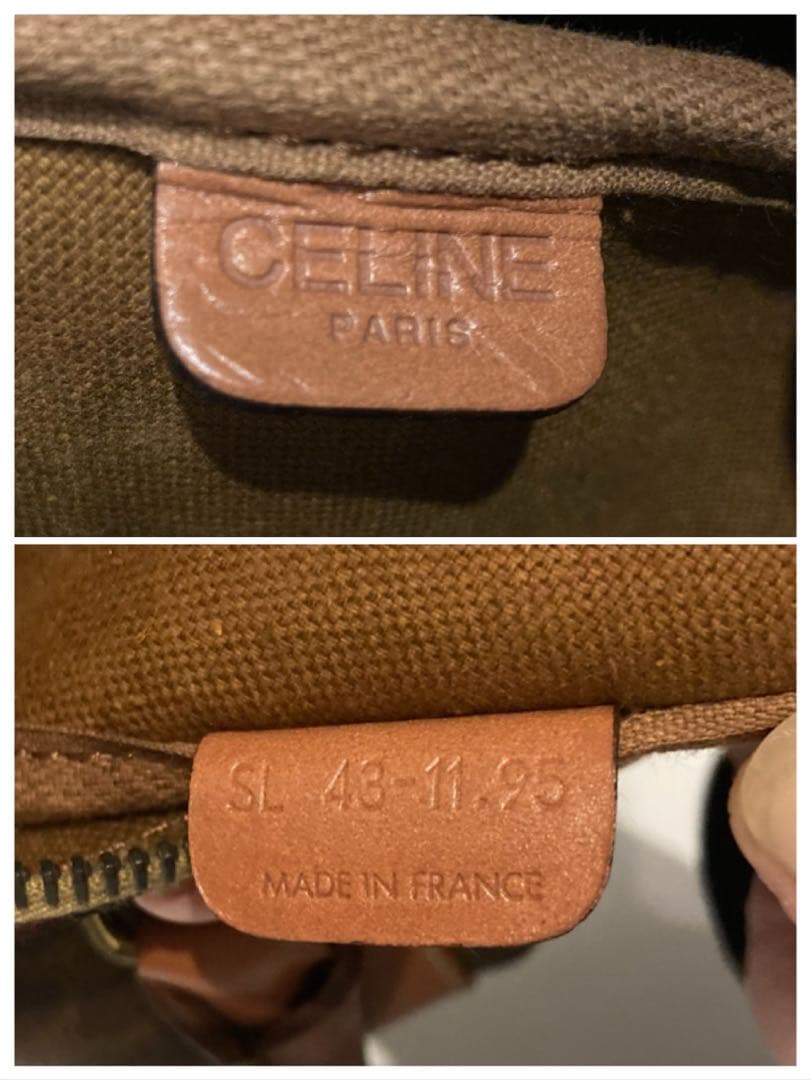 CELINE
PARIS
SL 43-11.95
MADE IN FRANCE